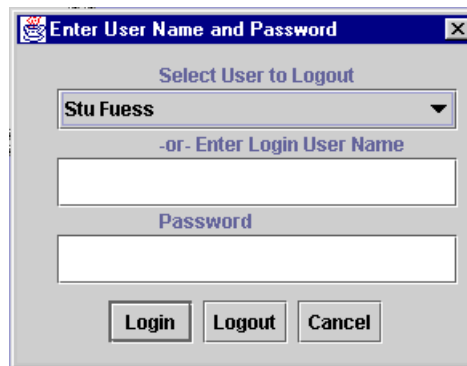 Enter User Name and Password
Select User to Logout
Stu Fuess
-or- Enter Login User Name
Password
Login Logout Cancel